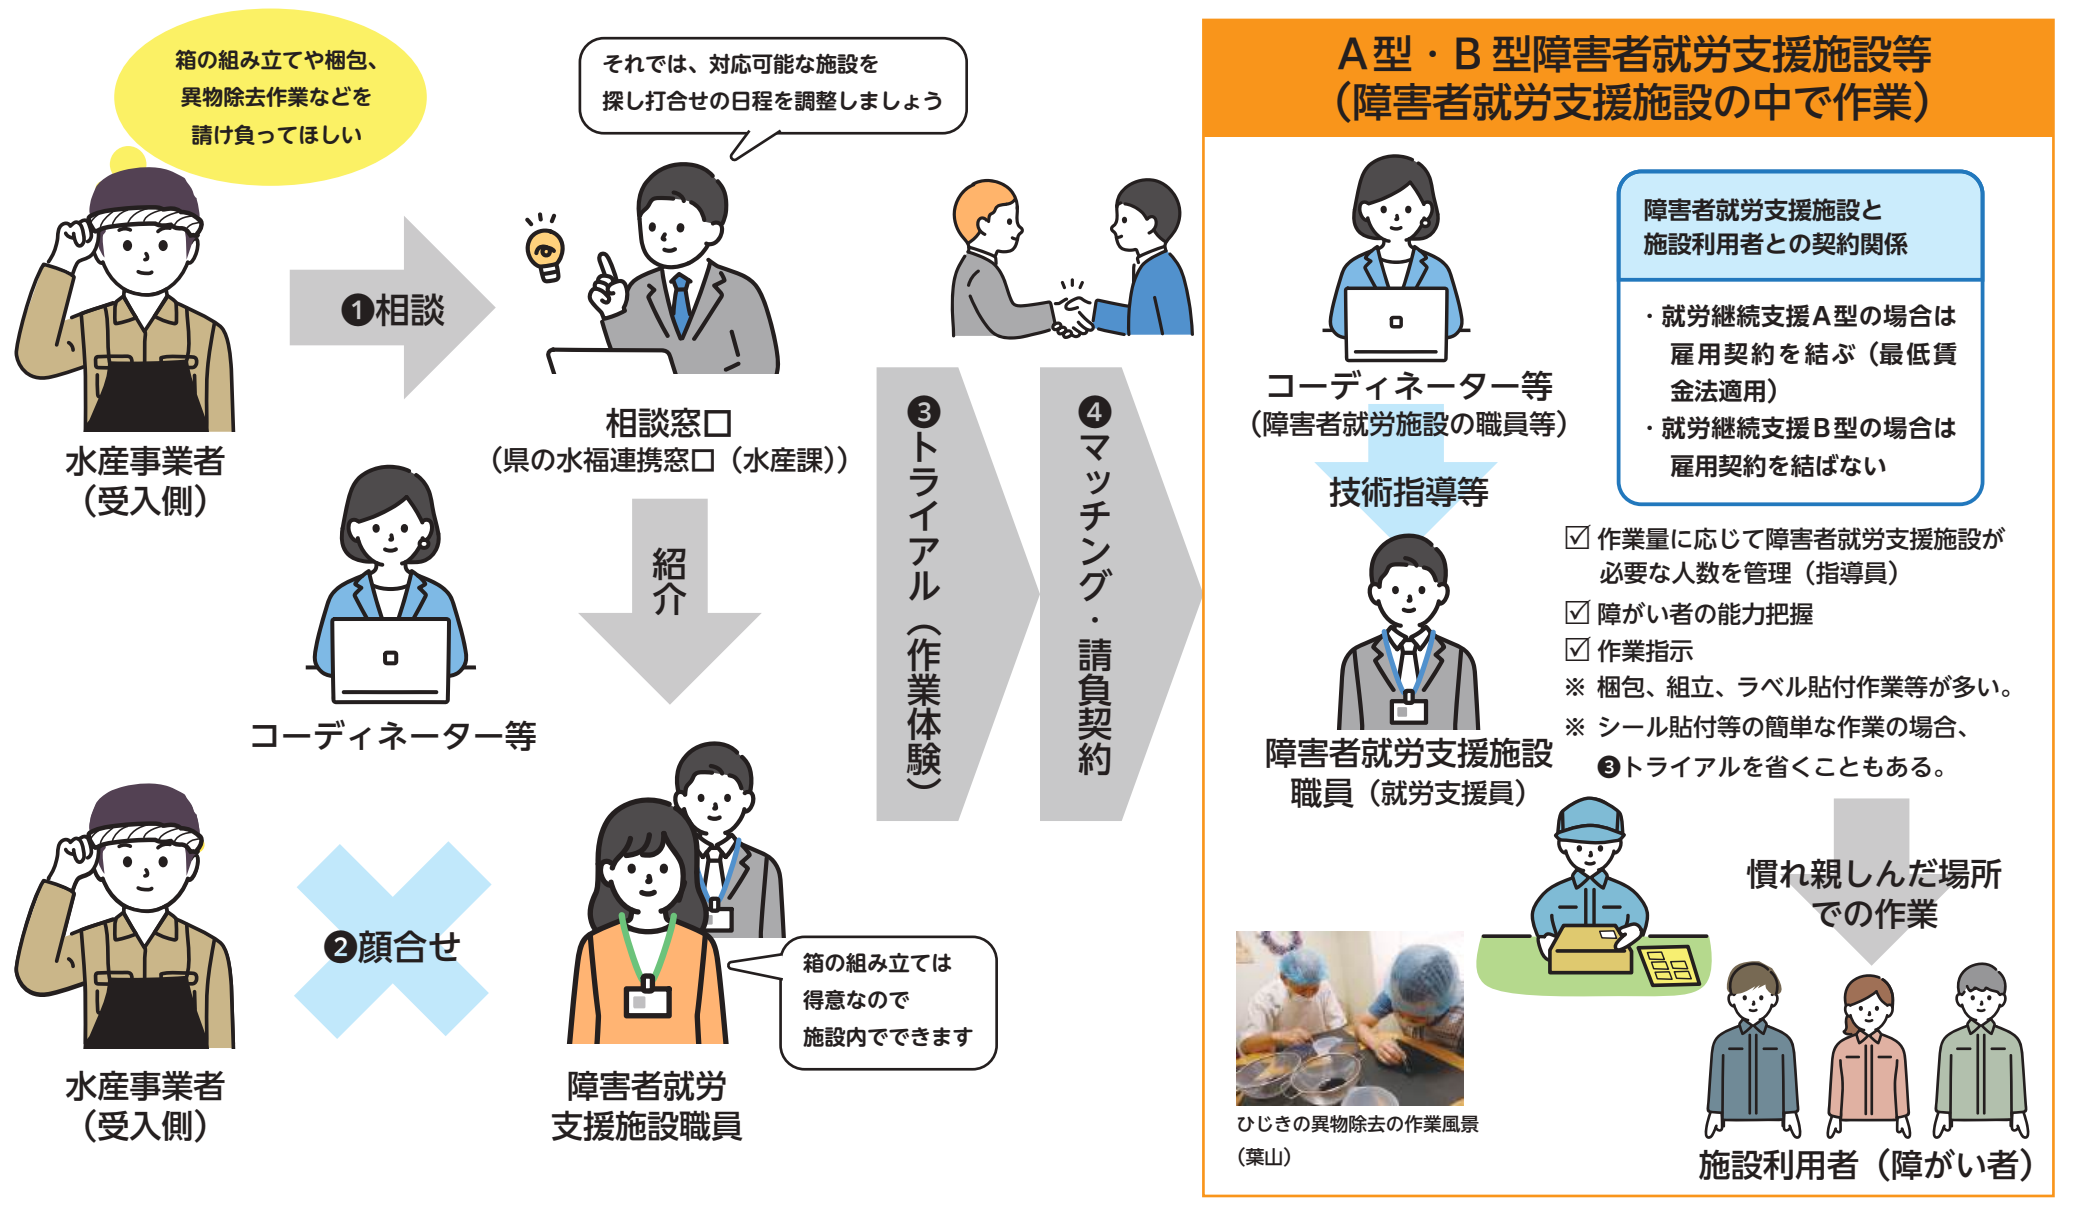 箱の組み立てや梱包、
異物除去作業などを
請け負ってほしい
水産事業者
（受入側）
❶相談
それでは、対応可能な施設を
探し打合せの日程を調整しましょう
相談窓口
（県の水福連携窓口（水産課））
コーディネーター等
紹介
水産事業者
（受入側）
❷顔合せ
箱の組み立ては
得意なので
施設内でできます
障害者就労
支援施設職員
❸トライアル（作業体験）
❹マッチング・請負契約
A型・B型障害者就労支援施設等
（障害者就労支援施設の中で作業）
コーディネーター等
（障害者就労施設の職員等）
技術指導等
障害者就労支援施設
職員（就労支援員）
障害者就労支援施設と
施設利用者との契約関係
・就労継続支援A型の場合は
雇用契約を結ぶ（最低賃
金法適用）
・就労継続支援B型の場合は
雇用契約を結ばない
☑ 作業量に応じて障害者就労支援施設が
必要な人数を管理（指導員）
☑ 障がい者の能力把握
☑ 作業指示
※ 梱包、組立、ラベル貼付作業等が多い。
※ シール貼付等の簡単な作業の場合、
❸トライアルを省くこともある。
慣れ親しんだ場所
での作業
ひじきの異物除去の作業風景
（葉山）
施設利用者（障がい者）